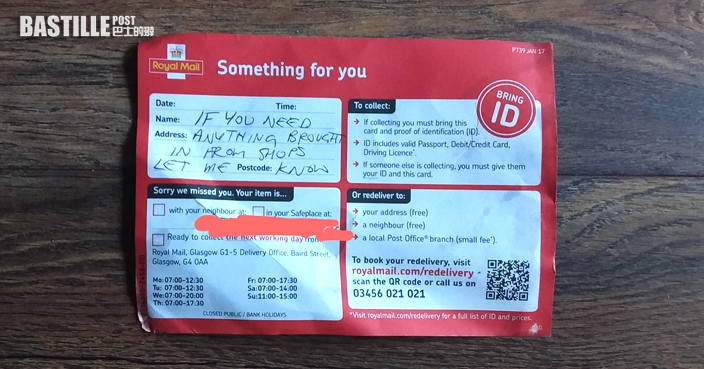 BASTILLE POST
巴士的報
P739 JAN 17
Royal Mail
Something for you
BRING
ID
Date: Time:
Name: IF YOU NEED
Address: ANYTHING BROUGHT
IN FROM SHOPS
LET ME Postcode: KNOW
To collect:
If collecting you must bring this
card and proof of identification (ID).
ID includes valid Passport, Debit/Credit Card,
Driving Licence*.
If someone else is collecting, you must give them
your ID and this card.
Sorry we missed you. Your item is...
with your neighbour at: in your Safeplace at:
Ready to collect the next working day from:
Royal Mail, Glasgow G1-5 Delivery Office, Baird Street,
Glasgow, G4 0AA
Mo: 07:00-12:30 Fr: 07:00-17:30
Tu: 07:00-12:30 Sa: 07:00-14:00
We: 07:00-20:00 Su: 11:00-15:00
Th: 07:00-17:30
CLOSED PUBLIC / BANK HOLIDAYS
Or redeliver to:
your address (free)
a neighbour (free)
a local Post Office® branch (small fee*).
To book your redelivery, visit
royalmail.com/redelivery
scan the QR code or call us on
03456 021 021
*Visit royalmail.com/redelivery for a full list of ID and prices.